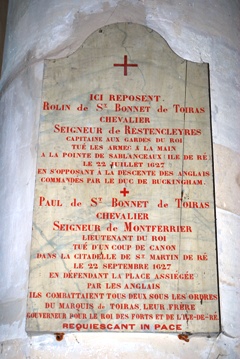 ICI REPOSENT
ROLIN DE ST BONNET DE TOIRAS
CHEVALIER
SEIGNEUR DE RESTENCLEYRES
CAPITAINE AUX GARDES DU ROI
TUÉ LES ARMES A LA MAIN
A LA POINTE DE SABLANCEAUX ILE DE RÉ
LE 22 JUILLET 1627
EN S'OPPOSANT A LA DESCENTE DES ANGLAIS
COMMANDÉS PAR LE DUC DE BUCKINGHAM.
PAUL DE ST BONNET DE TOIRAS
CHEVALIER
SEIGNEUR DE MONTFERRIER
LIEUTENANT DU ROI
TUÉ D'UN COUP DE CANON
DANS LA CITADELLE DE ST MARTIN DE RÉ
LE 22 SEPTEMBRE 1627
EN DÉFENDANT LA PLACE ASSIÉGÉE
PAR LES ANGLAIS
ILS COMBATTAIENT TOUS DEUX SOUS LES ORDRES
DU MARQUIS DE TOIRAS LEUR FRÈRE
GOUVERNEUR POUR LE ROI DES FORTS ET DE L'ILE-DE-RÉ.
REQUIESCANT IN PACE